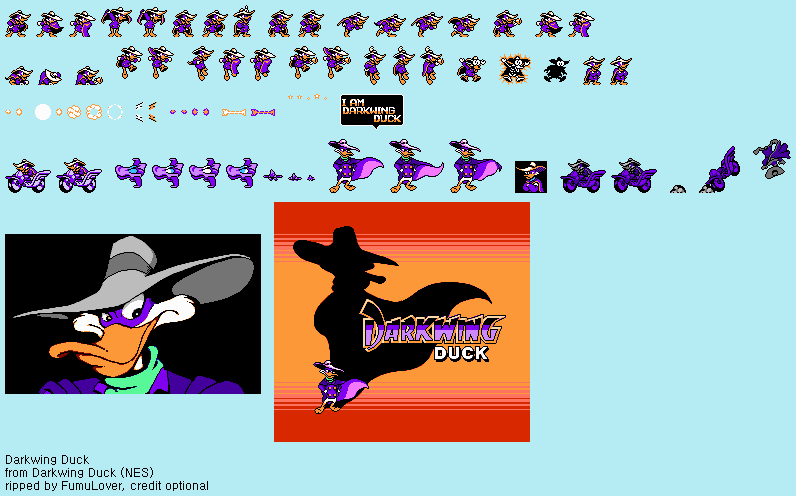 I AM
DARKWING
DUCK
DARKWING
DUCK
Darkwing Duck
from Darkwing Duck (NES)
ripped by FumuLover, credit optional